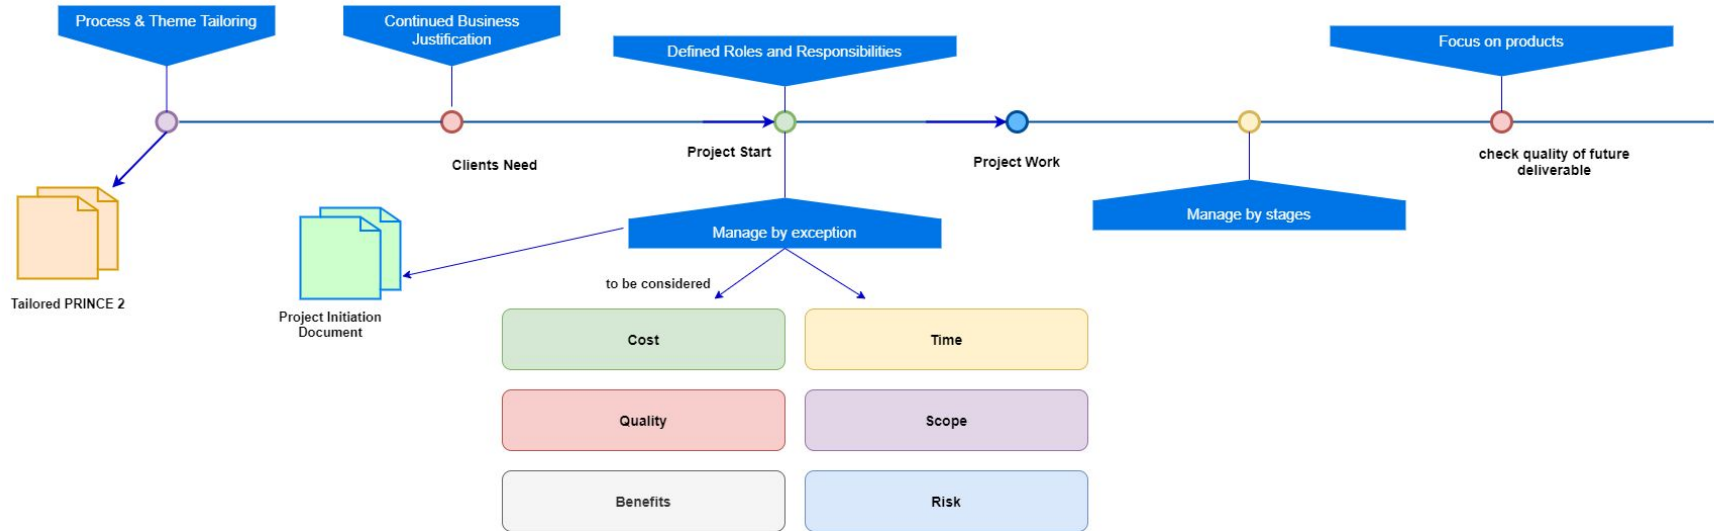 Process & Theme Tailoring
Continued Business
Justification
Defined Roles and Responsibilities
Focus on products
Clients Need
Project Start
Project Work
check quality of future
deliverable
Manage by stages
Manage by exception
Tailored PRINCE 2
Project Initiation
Document
to be considered
Cost
Time
Quality
Scope
Benefits
Risk